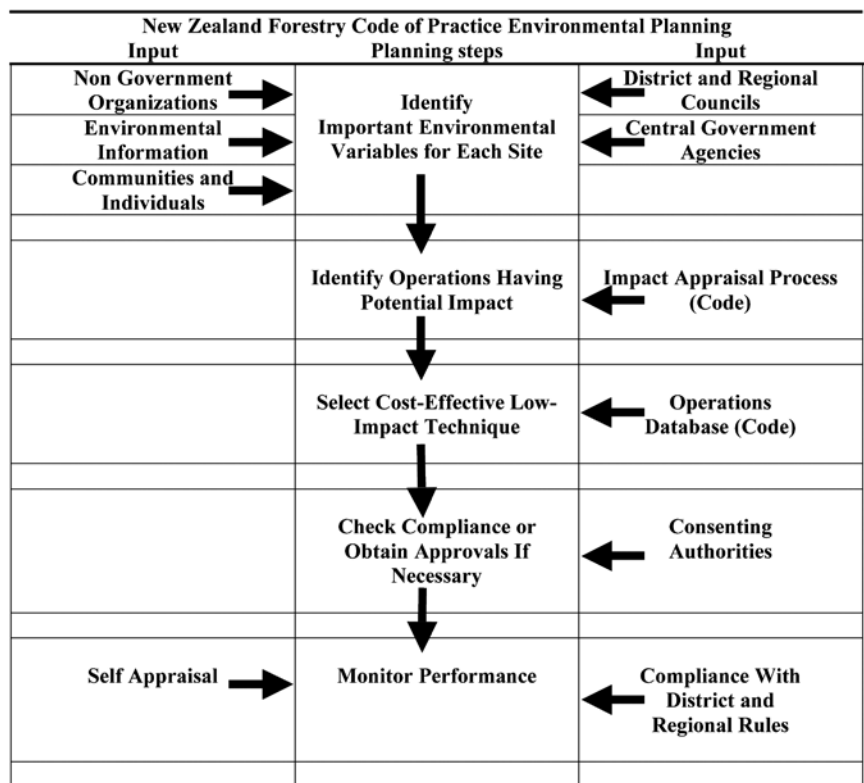 New Zealand Forestry Code of Practice Environmental Planning
Input Planning steps Input
Non Government
Organizations
Environmental
Information
Communities and
Individuals
Identify
Important Environmental
Variables for Each Site
District and Regional
Councils
Central Government
Agencies
Identify Operations Having
Potential Impact
Impact Appraisal Process
(Code)
Select Cost-Effective Low-
Impact Technique
Operations
Database (Code)
Check Compliance or
Obtain Approvals If
Necessary
Consenting
Authorities
Self Appraisal
Monitor Performance
Compliance With
District and
Regional Rules